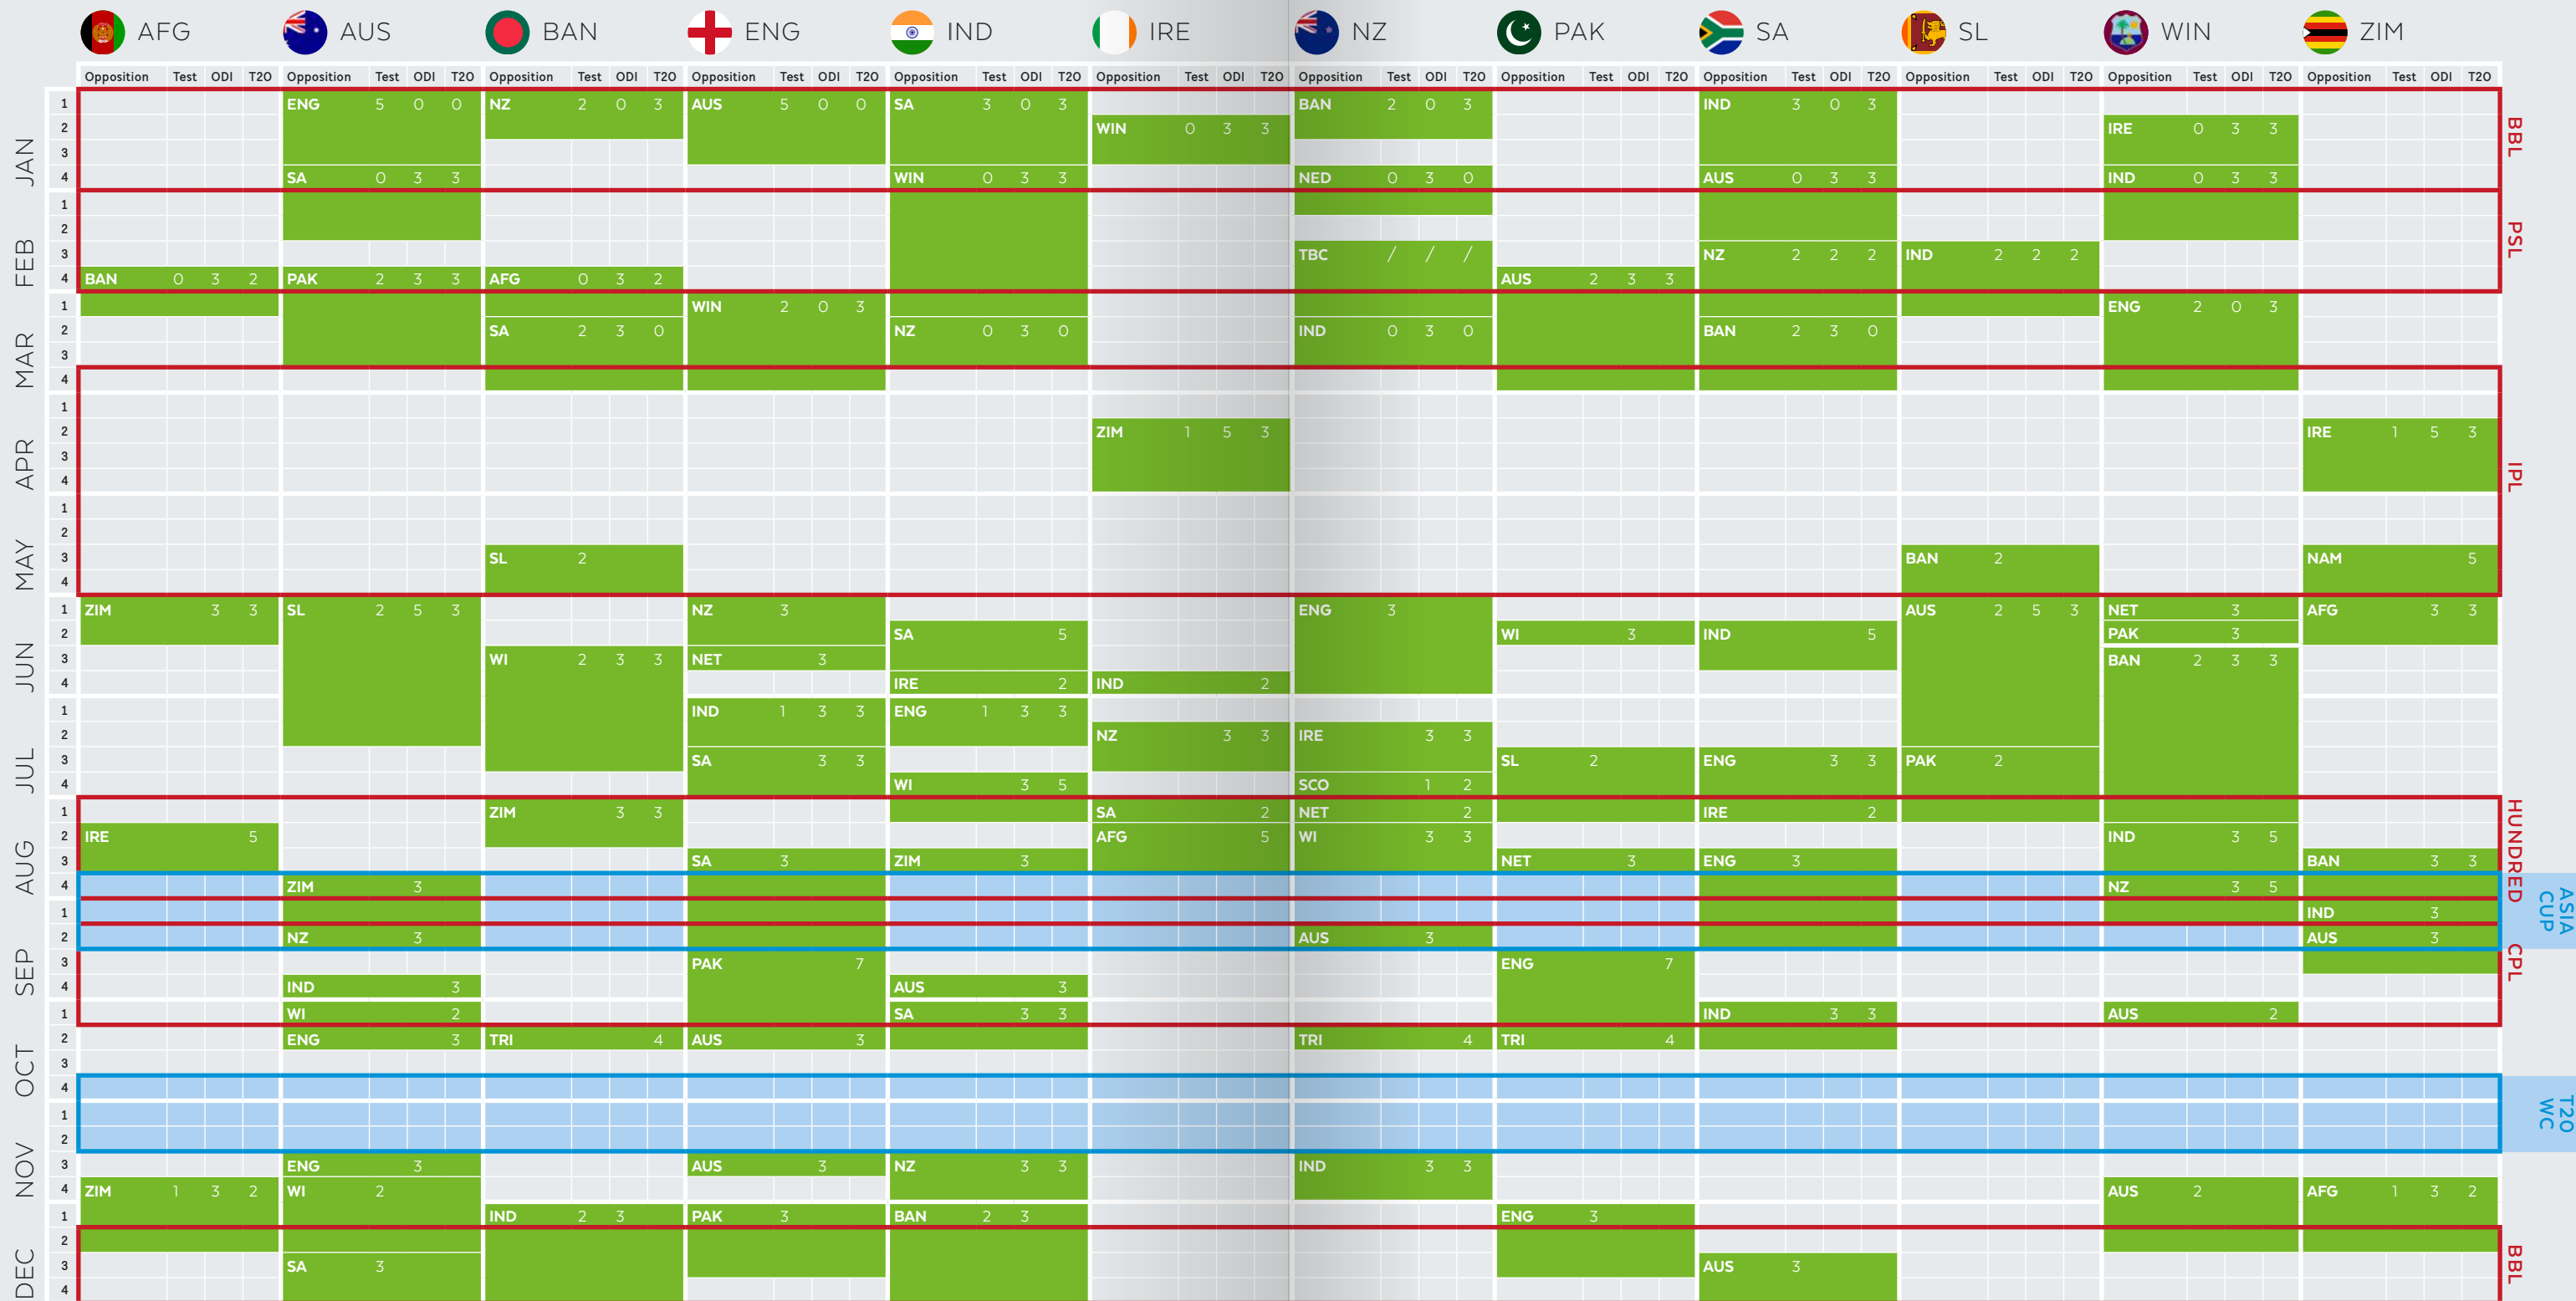 AFG AUS BAN ENG IND IRE NZ PAK SA SL WIN ZIM
Opposition Test ODI T20 Opposition Test ODI T20 Opposition Test ODI T20 Opposition Test ODI T20 Opposition Test ODI T20 Opposition Test ODI T20 Opposition Test ODI T20 Opposition Test ODI T20 Opposition Test ODI T20 Opposition Test ODI T20 Opposition Test ODI T20 Opposition Test ODI T20
JAN
1 ENG 5 0 0 NZ 2 0 3 AUS 5 0 0 SA 3 0 3 BAN 2 0 3 IND 3 0 3
2 WIN 0 3 3 IRE 0 3 3
3
4 SA 0 3 3 WIN 0 3 3 NED 0 3 0 AUS 0 3 3 IND 0 3 3
BBL
FEB
1
2
3 TBC / / / NZ 2 2 2 IND 2 2 2
4 BAN 0 3 2 PAK 2 3 3 AFG 0 3 2 AUS 2 3 3
PSL
MAR
1 WIN 2 0 3 ENG 2 0 3
2 SA 2 3 0 NZ 0 3 0 IND 0 3 0 BAN 2 3 0
3
4
APR
1
2 ZIM 1 5 3 IRE 1 5 3
3
4
IPL
MAY
1
2
3 SL 2 BAN 2 NAM 5
4
JUN
1 ZIM 3 3 SL 2 5 3 NZ 3 ENG 3 AUS 2 5 3 NET 3 AFG 3 3
2 SA 5 WI 3 IND 5 PAK 3
3 WI 2 3 3 NET 3 BAN 2 3 3
4 IRE 2 IND 2
JUL
1 IND 1 3 3 ENG 1 3 3
2 NZ 3 3 IRE 3 3
3 SA 3 3 SL 2 ENG 3 3 PAK 2
4 WI 3 5 SCO 1 2
AUG
1 ZIM 3 3 SA 2 NET 2 IRE 2
2 IRE 5 AFG 5 WI 3 3 IND 3 5
3 SA 3 ZIM 3 NET 3 ENG 3 BAN 3 3
4 ZIM 3 NZ 3 5
HUNDRED
ASIA
CUP
SEP
1 IND 3
2 NZ 3 AUS 3 AUS 3
3 PAK 7 ENG 7
4 IND 3 AUS 3
CPL
OCT
1 WI 2 SA 3 3 IND 3 3 AUS 2
2 ENG 3 TRI 4 AUS 3 TRI 4 TRI 4
3
4
T20
WC
NOV
1
2
3 ENG 3 AUS 3 NZ 3 3 IND 3 3
4 ZIM 1 3 2 WI 2 AUS 2 AFG 1 3 2
DEC
1 IND 2 3 PAK 3 BAN 2 3 ENG 3
2
3 SA 3 AUS 3
4
BBL